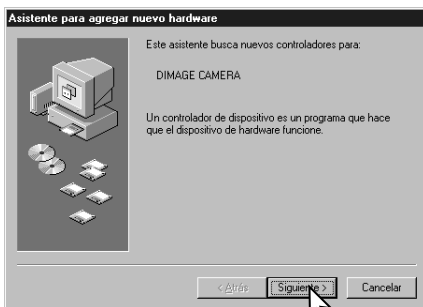 Asistente para agregar nuevo hardware
Este asistente busca nuevos controladores para:
DIMAGE CAMERA
Un controlador de dispositivo es un programa que hace
que el dispositivo de hardware funcione.
< Atrás
Siguiente >
Cancelar